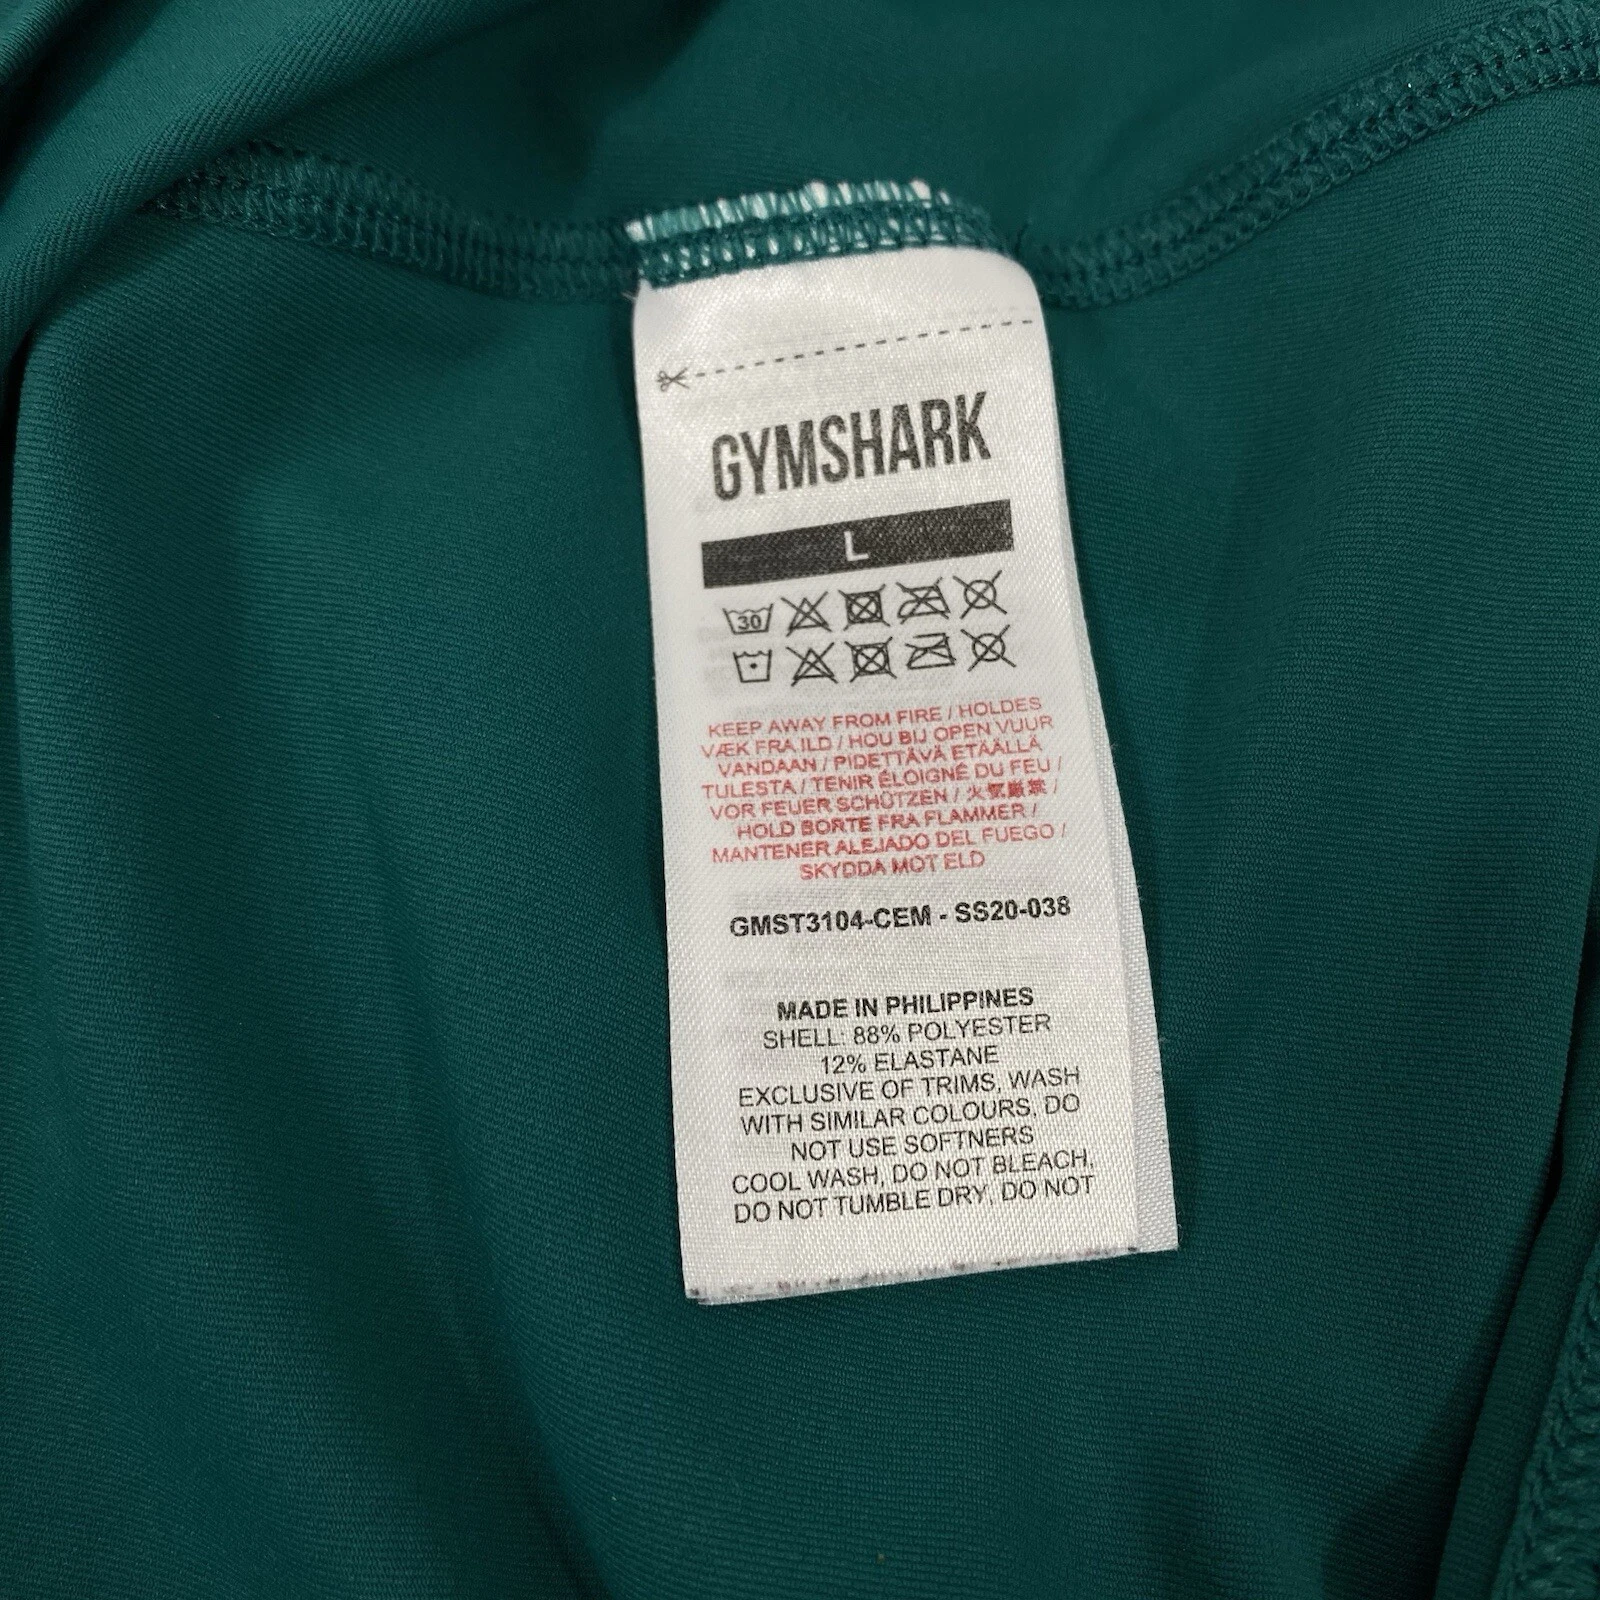 GYMSHARK
L
30
KEEP AWAY FROM FIRE / HOLDES
VÆK FRA ILD / HOU BIJ OPEN VUUR
VANDAAN / PIDETTÄVÄ ETÄÄLLÄ
TULESTA / TENIR ÉLOIGNÉ DU FEU /
VOR FEUER SCHÜTZEN / 火気厳禁 /
HOLD BORTE FRA FLAMMER /
MANTENER ALEJADO DEL FUEGO /
SKYDDA MOT ELD
GMST3104-CEM - SS20-038
MADE IN PHILIPPINES
SHELL: 88% POLYESTER
12% ELASTANE
EXCLUSIVE OF TRIMS, WASH
WITH SIMILAR COLOURS, DO
NOT USE SOFTNERS
COOL WASH, DO NOT BLEACH,
DO NOT TUMBLE DRY, DO NOT